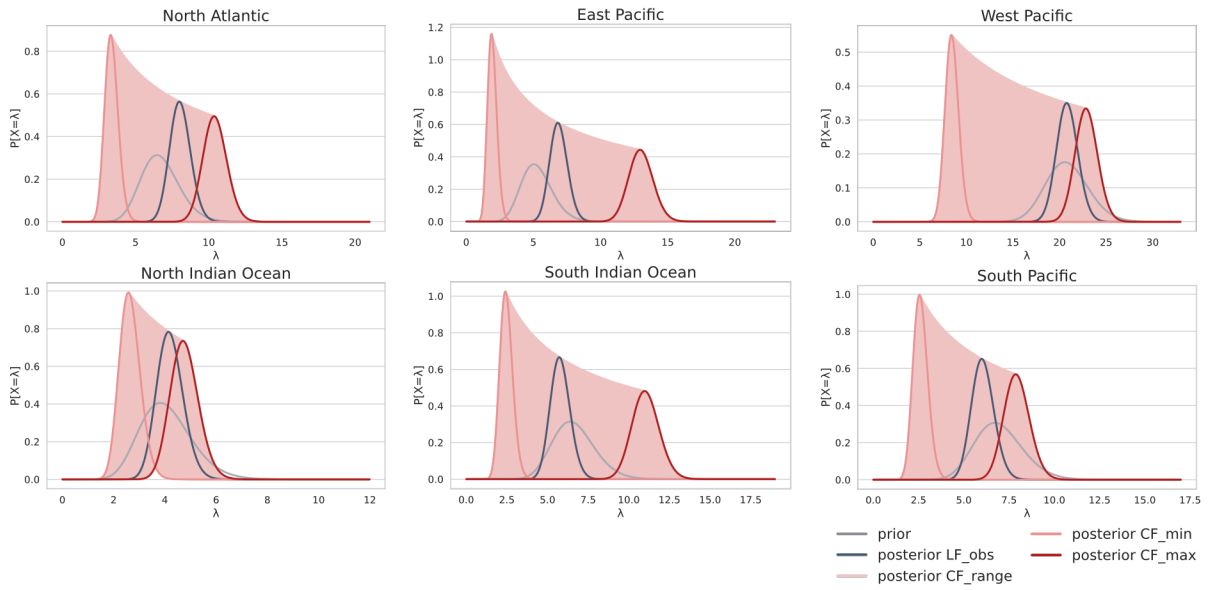 North Atlantic
P[X=λ]
0.8
0.6
0.4
0.2
0.0
0 5 10 15 20
λ
East Pacific
P[X=λ]
1.2
1.0
0.8
0.6
0.4
0.2
0.0
0 5 10 15 20
λ
West Pacific
P[X=λ]
0.5
0.4
0.3
0.2
0.1
0.0
0 5 10 15 20 25 30
λ
North Indian Ocean
P[X=λ]
1.0
0.8
0.6
0.4
0.2
0.0
0 2 4 6 8 10 12
λ
South Indian Ocean
P[X=λ]
1.0
0.8
0.6
0.4
0.2
0.0
0.0 2.5 5.0 7.5 10.0 12.5 15.0 17.5
λ
South Pacific
P[X=λ]
1.0
0.8
0.6
0.4
0.2
0.0
0.0 2.5 5.0 7.5 10.0 12.5 15.0 17.5
λ
prior
posterior LF_obs
posterior CF_range
posterior CF_min
posterior CF_max